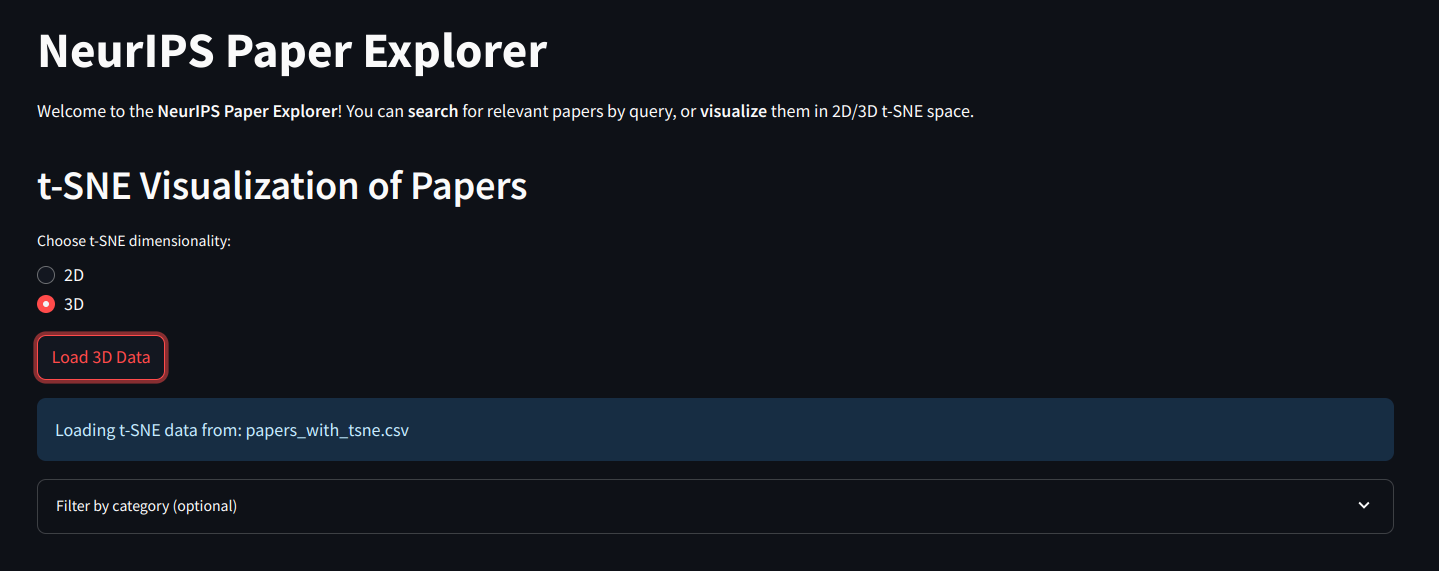 NeurIPS Paper Explorer
Welcome to the NeurIPS Paper Explorer! You can search for relevant papers by query, or visualize them in 2D/3D t-SNE space.
t-SNE Visualization of Papers
Choose t-SNE dimensionality:
2D
3D
Load 3D Data
Loading t-SNE data from: papers_with_tsne.csv
Filter by category (optional)